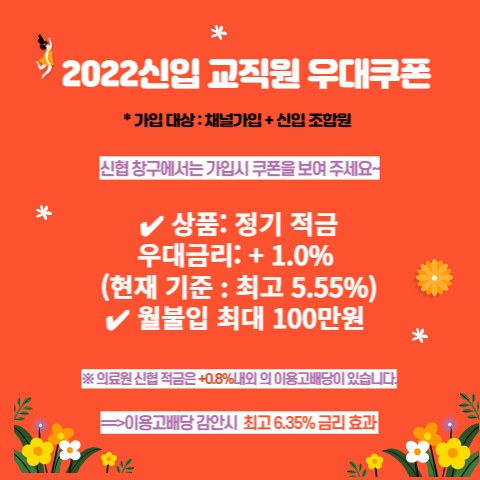 2022신입 교직원 우대쿠폰
* 가입 대상 : 채널가입 + 신입 조합원
신협 창구에서는 가입시 쿠폰을 보여 주세요~
✔ 상품: 정기 적금
우대금리: + 1.0%
(현재 기준 : 최고 5.55%)
✔ 월불입 최대 100만원
※ 의료원 신협 적금은 +0.8%내외 의 이용고배당이 있습니다.
==>이용고배당 감안시 최고 6.35% 금리 효과